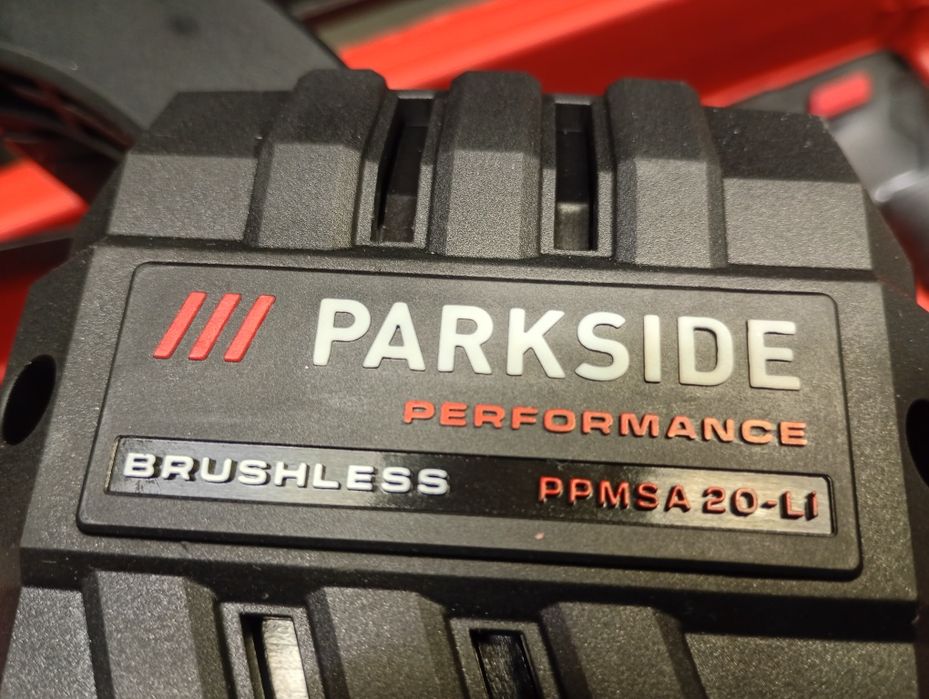 PARKSIDE
PERFORMANCE
BRUSHLESS PPMSA 20-Li